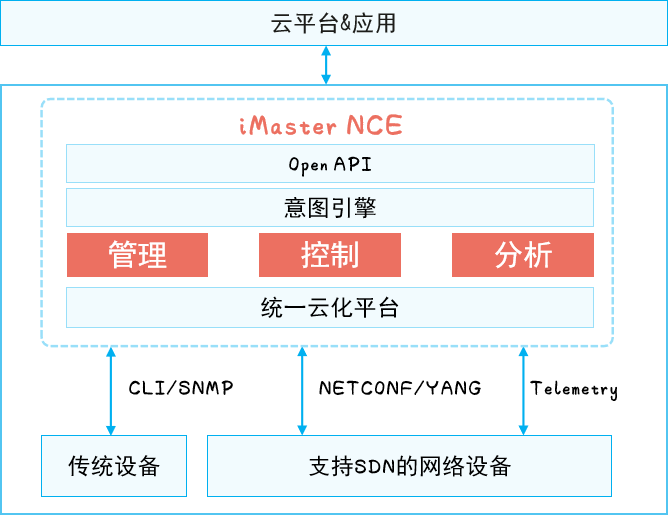 云平台&应用
iMaster NCE
Open API
意图引擎
管理 控制 分析
统一云化平台
CLI/SNMP NETCONF/YANG Telemetry
传统设备 支持SDN的网络设备